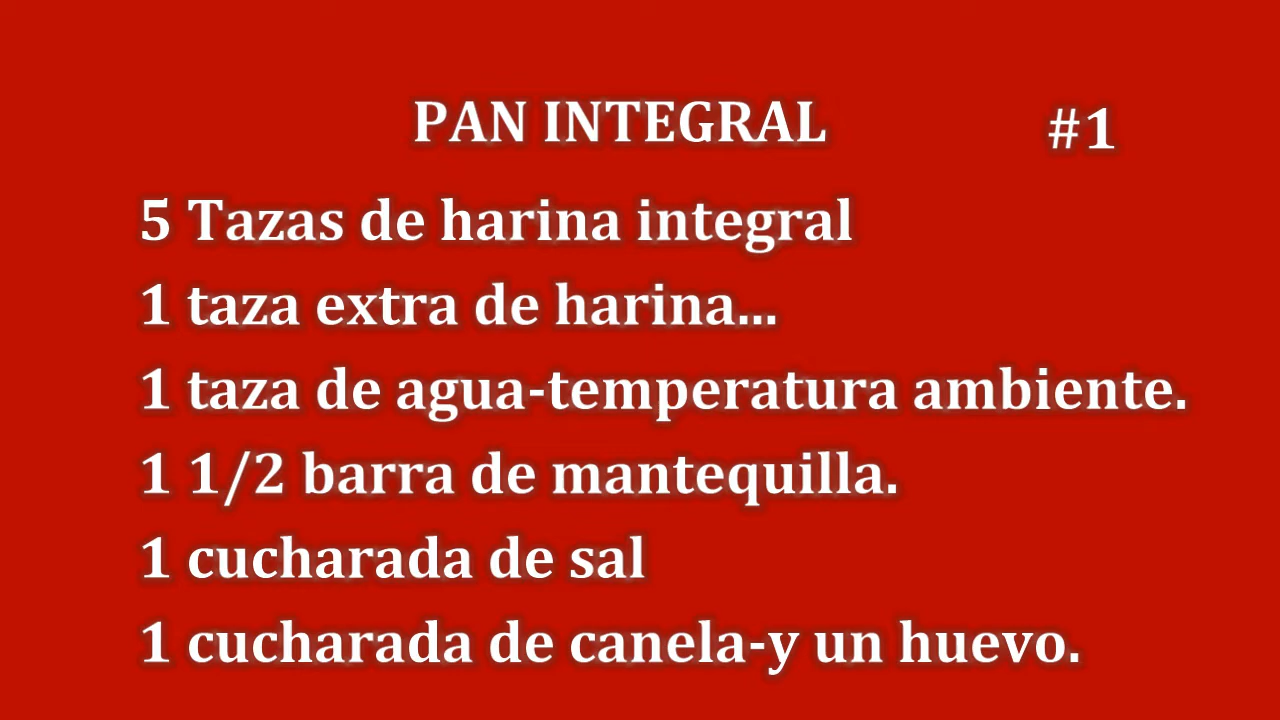 PAN INTEGRAL #1
5 Tazas de harina integral
1 taza extra de harina...
1 taza de agua-temperatura ambiente.
1 1/2 barra de mantequilla.
1 cucharada de sal
1 cucharada de canela-y un huevo.